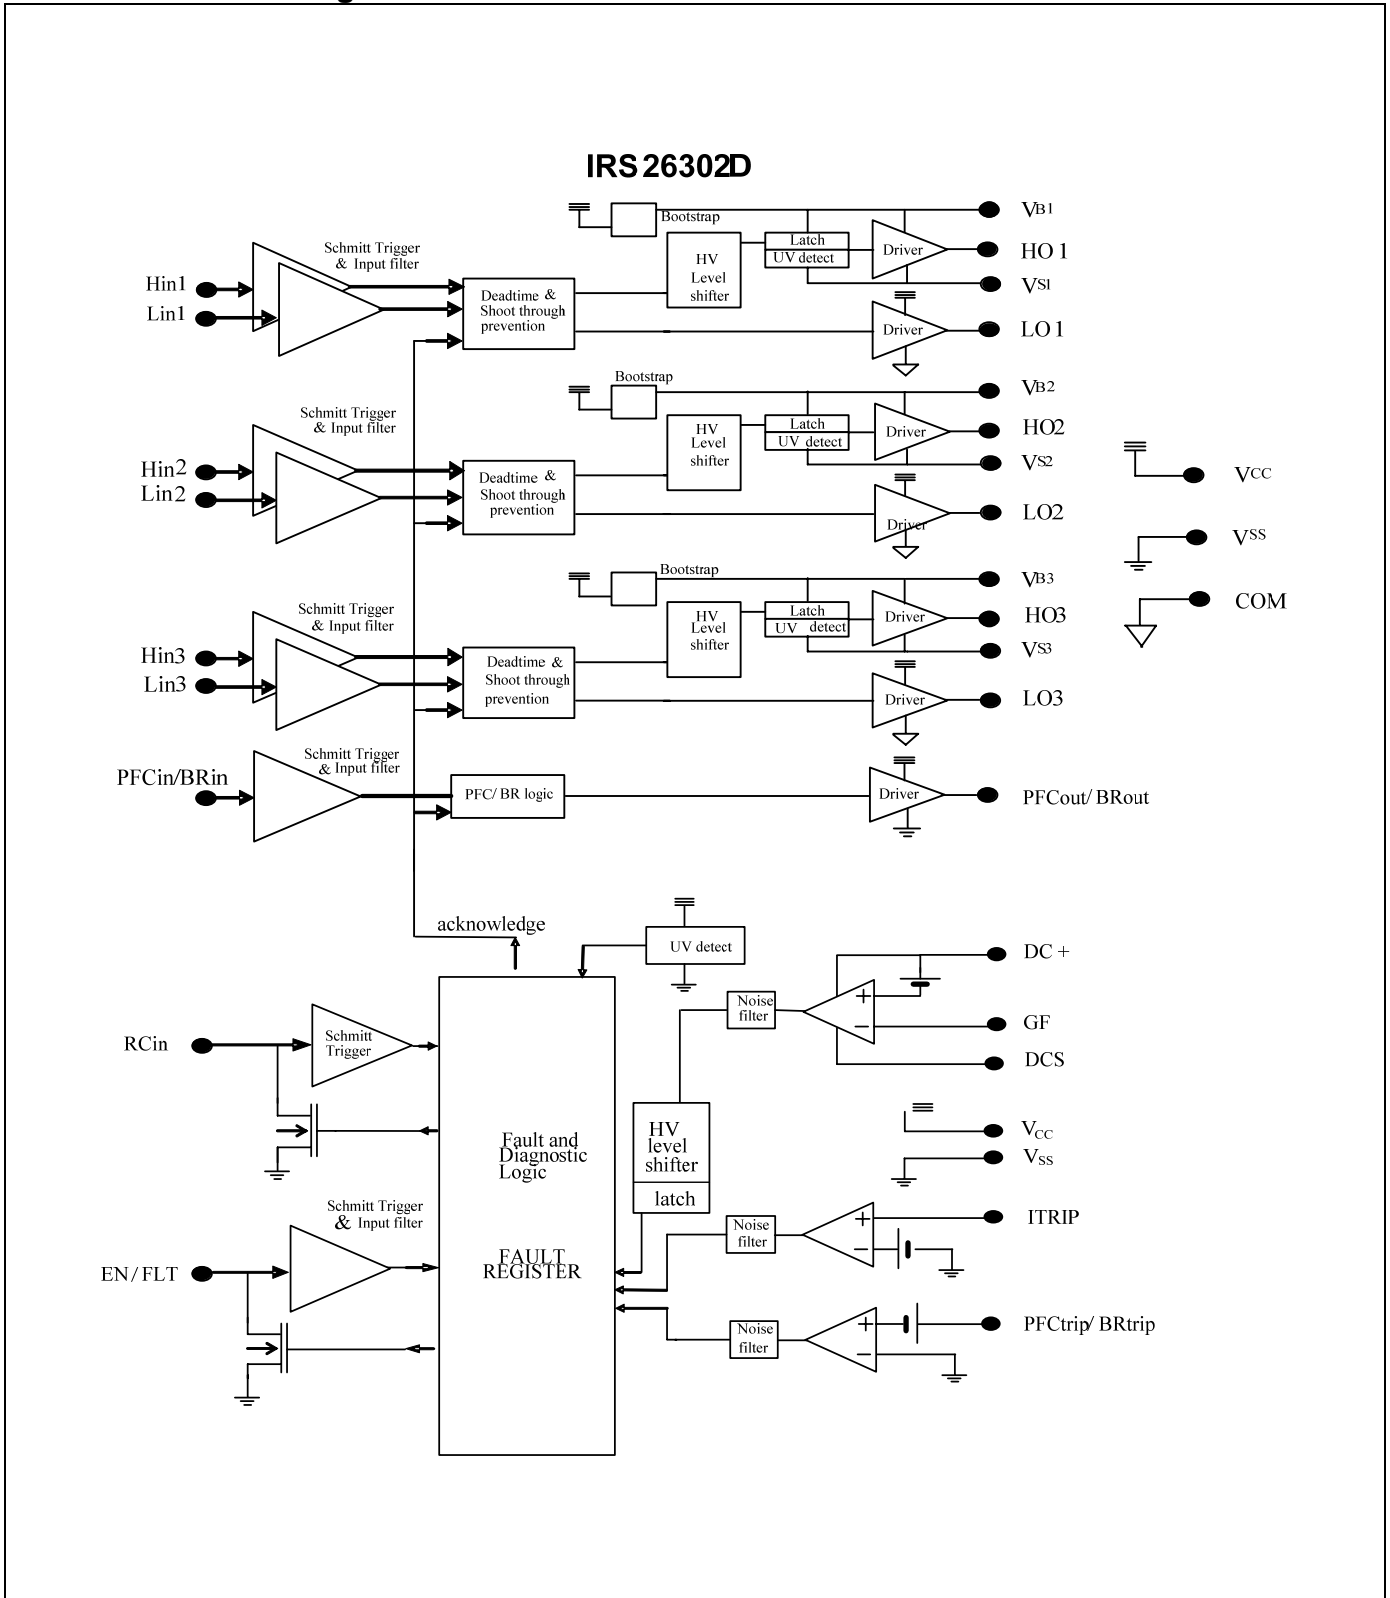 IRS 26302D
Bootstrap
VB1
Schmitt Trigger
& Input filter
HV
Level
shifter
Latch
UV detect
Driver
HO 1
Hin1
VS1
Lin1
Deadtime &
Shoot through
prevention
Driver
LO 1
Bootstrap
VB2
Schmitt Trigger
& Input filter
HV
Level
shifter
Latch
UV detect
Driver
HO2
Hin2
VS2
Lin2
Deadtime &
Shoot through
prevention
Driver
LO2
VCC
VSS
COM
Bootstrap
VB3
Schmitt Trigger
& Input filter
HV
Level
shifter
Latch
UV detect
Driver
HO3
Hin3
VS3
Lin3
Deadtime &
Shoot through
prevention
Driver
LO3
PFCin/BRin
Schmitt Trigger
& Input filter
PFC/ BR logic
Driver
PFCout/ BRout
acknowledge
UV detect
DC +
Noise
filter
+
−
GF
DCS
RCin
Schmitt
Trigger
HV
level
shifter
latch
VCC
VSS
Fault and
Diagnostic
Logic
Schmitt Trigger
& Input filter
Noise
filter
+
−
ITRIP
EN/FLT
FAULT
REGISTER
Noise
filter
+
−
PFCtrip/ BRtrip